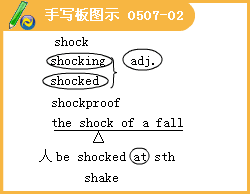 手写板图示 0507-02
shock
shocking } adj.
shocked
shockproof
the shock of a fall
人 be shocked at sth
shake